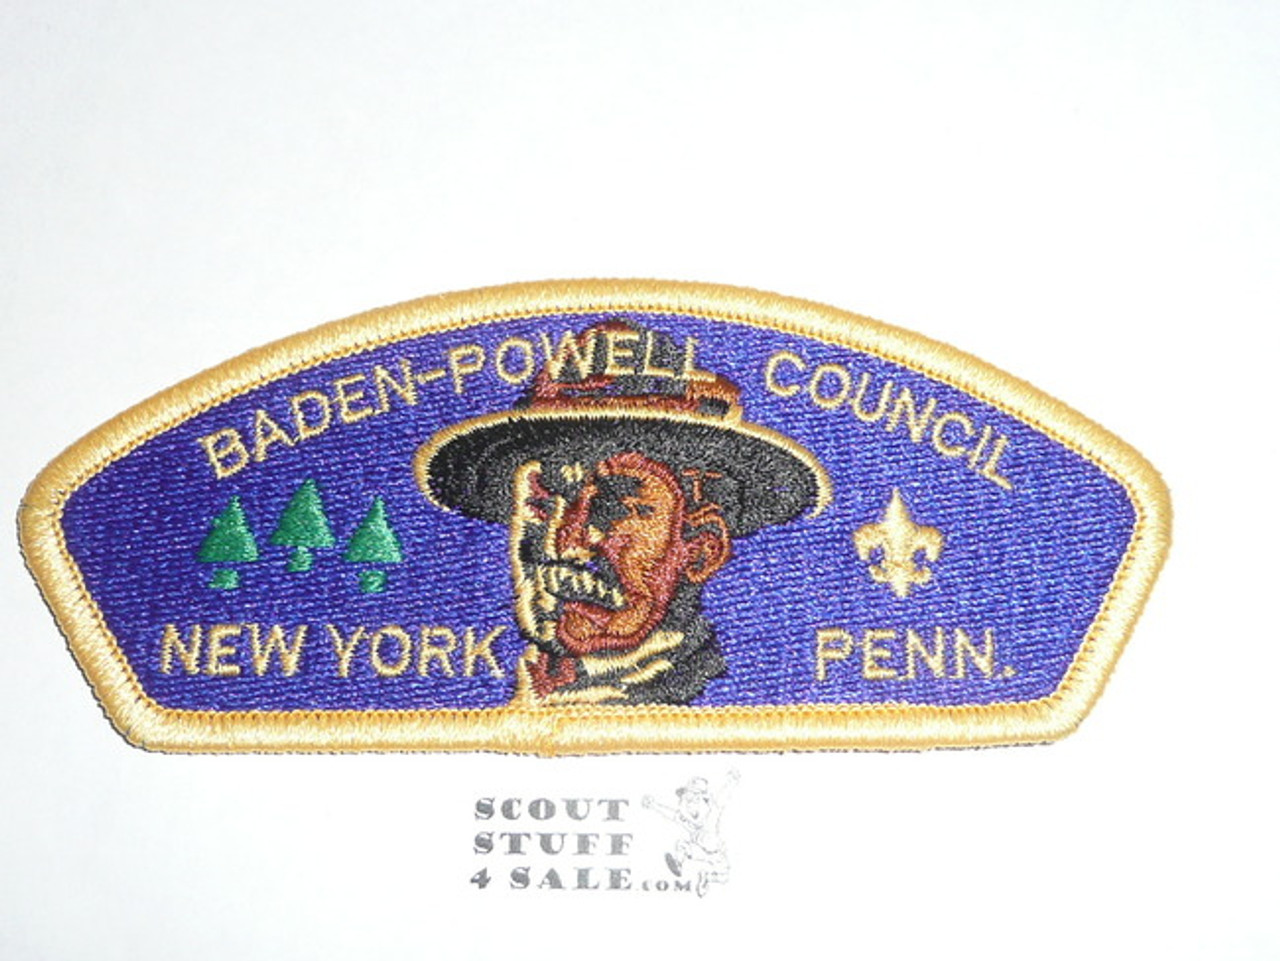 BADEN-POWELL COUNCIL
NEW YORK PENN.
SCOUT
STUFF
4 SALE.COM